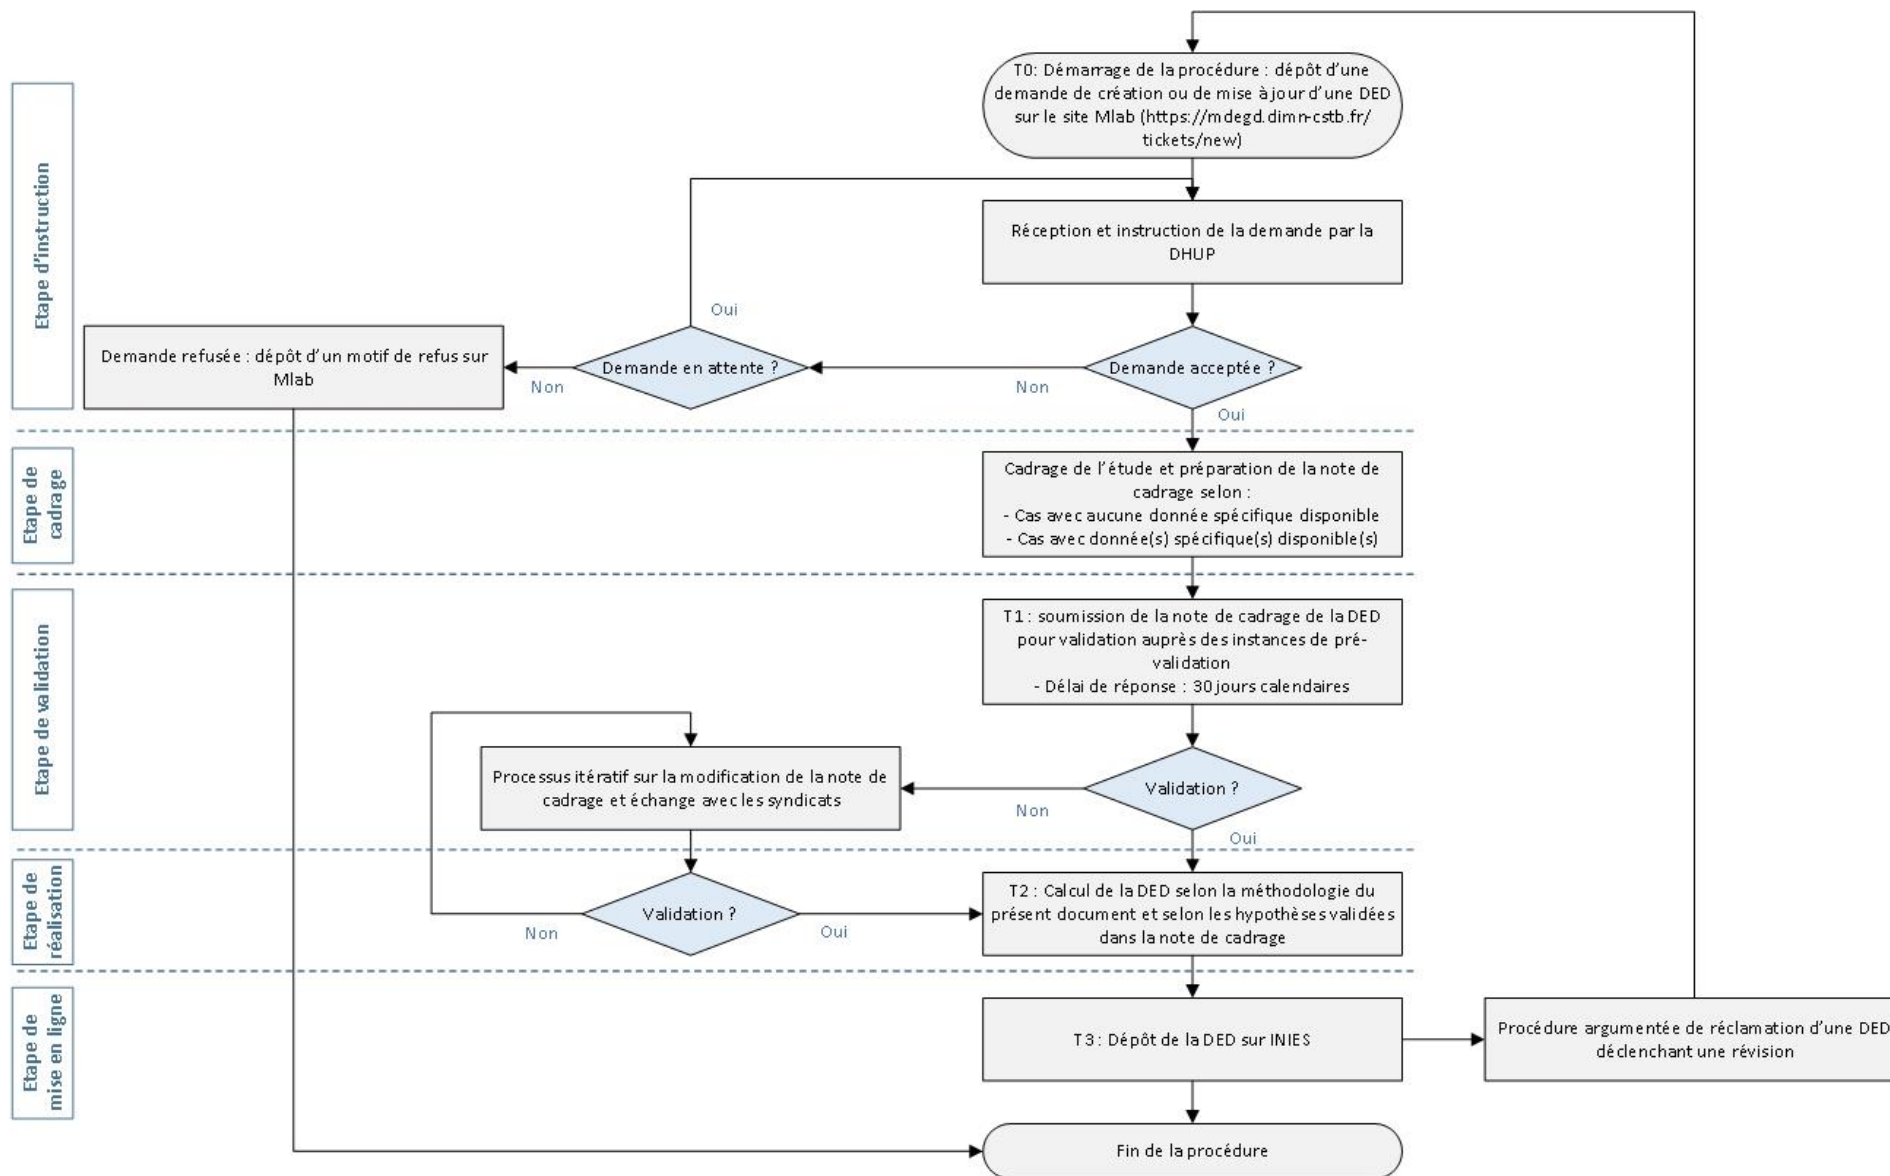 T0: Démarrage de la procédure : dépôt d'une
demande de création ou de mise à jour d'une DED
sur le site Mlab (https://mdegd.dimn-cstb.fr/
tickets/new)
Etape d'instruction
Réception et instruction de la demande par la
DHUP
Oui
Demande refusée : dépôt d'un motif de refus sur
Mlab
Non
Demande en attente ?
Non
Demande acceptée ?
Oui
Etape de
cadrage
Cadrage de l'étude et préparation de la note de
cadrage selon :
- Cas avec aucune donnée spécifique disponible
- Cas avec donnée(s) spécifique(s) disponible(s)
Etape de validation
T1 : soumission de la note de cadrage de la DED
pour validation auprès des instances de pré-
validation
- Délai de réponse : 30 jours calendaires
Processus itératif sur la modification de la note de
cadrage et échange avec les syndicats
Non
Validation ?
Oui
Etape de
réalisation
Non
Validation ?
Oui
T2 : Calcul de la DED selon la méthodologie du
présent document et selon les hypothèses validées
dans la note de cadrage
Etape de
mise en ligne
T3 : Dépôt de la DED sur INIES
Procédure argumentée de réclamation d'une DED
déclenchant une révision
Fin de la procédure